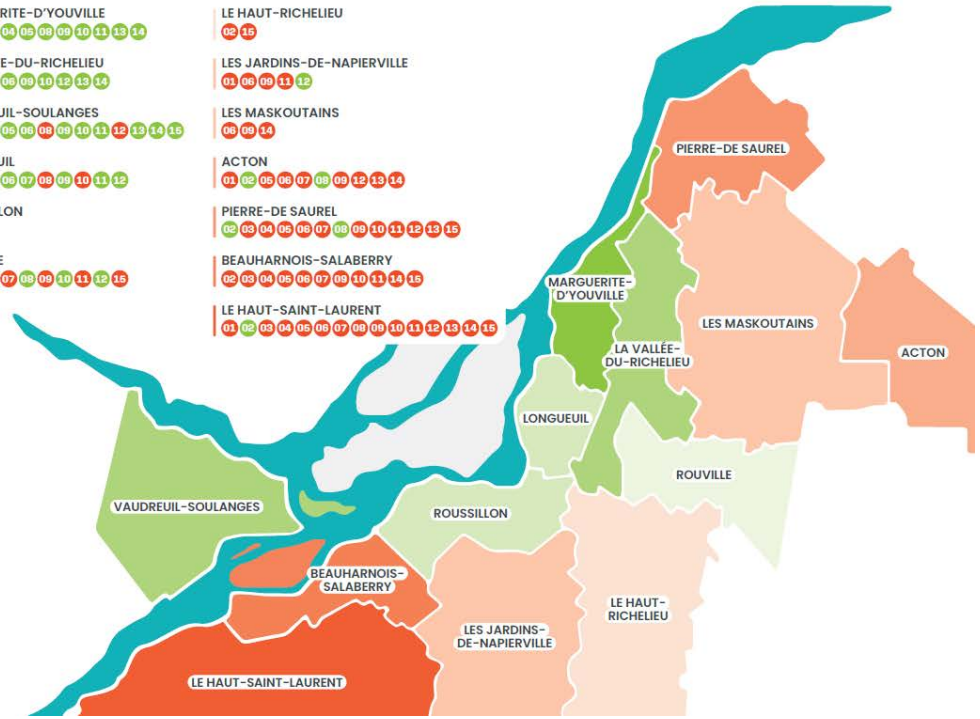 RITE-D'YOUVILLE
04 05 08 09 10 11 13 14
E-DU-RICHELIEU
06 09 10 12 13 14
UIL-SOULANGES
05 06 08 09 10 11 12 13 14 15
UIL
06 07 08 09 10 11 12
LON
E
07 08 09 10 11 12 15
LE HAUT-RICHELIEU
02 15
LES JARDINS-DE-NAPIERVILLE
01 06 09 11 12
LES MASKOUTAINS
06 09 14
ACTON
01 02 05 06 07 08 09 12 13 14
PIERRE-DE SAUREL
02 03 04 05 06 07 08 09 10 11 12 13 15
BEAUHARNOIS-SALABERRY
02 03 04 05 06 07 09 10 11 14 15
LE HAUT-SAINT-LAURENT
01 02 03 04 05 06 07 08 09 10 11 12 13 14 15
PIERRE-DE SAUREL
MARGUERITE-
D'YOUVILLE
LES MASKOUTAINS
LA VALLÉE-
DU-RICHELIEU
ACTON
LONGUEUIL
ROUVILLE
VAUDREUIL-SOULANGES
ROUSSILLON
BEAUHARNOIS-
SALABERRY
LE HAUT-
RICHELIEU
LES JARDINS-
DE-NAPIERVILLE
LE HAUT-SAINT-LAURENT